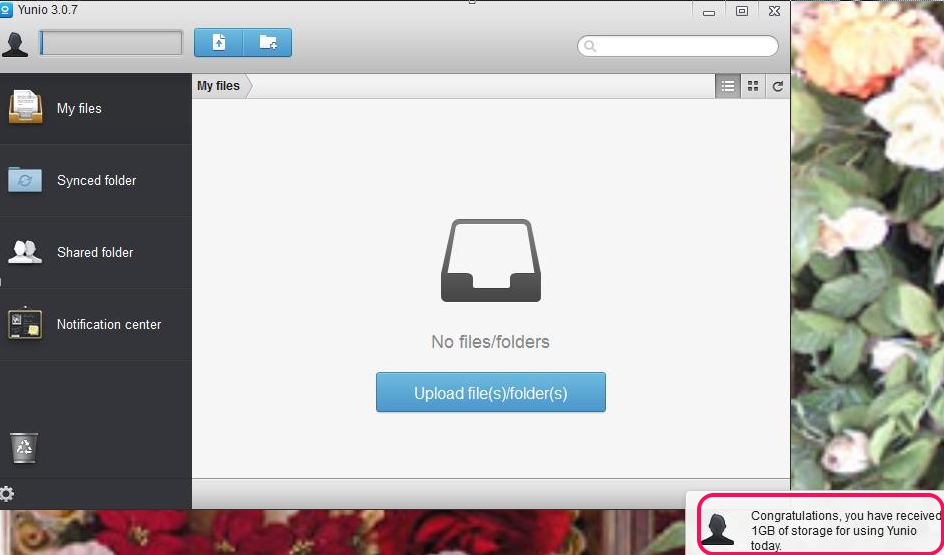 Yunio 3.0.7
My files
My files
Synced folder
Shared folder
Notification center
No files/folders
Upload file(s)/folder(s)
Congratulations, you have received
1GB of storage for using Yunio
today.